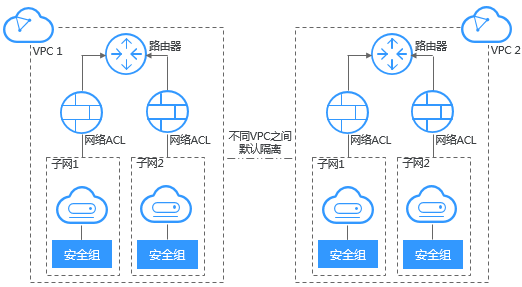 VPC 1
路由器
网络ACL
网络ACL
子网1
子网2
安全组
安全组
不同VPC之间
默认隔离
VPC 2
路由器
网络ACL
网络ACL
子网1
子网2
安全组
安全组